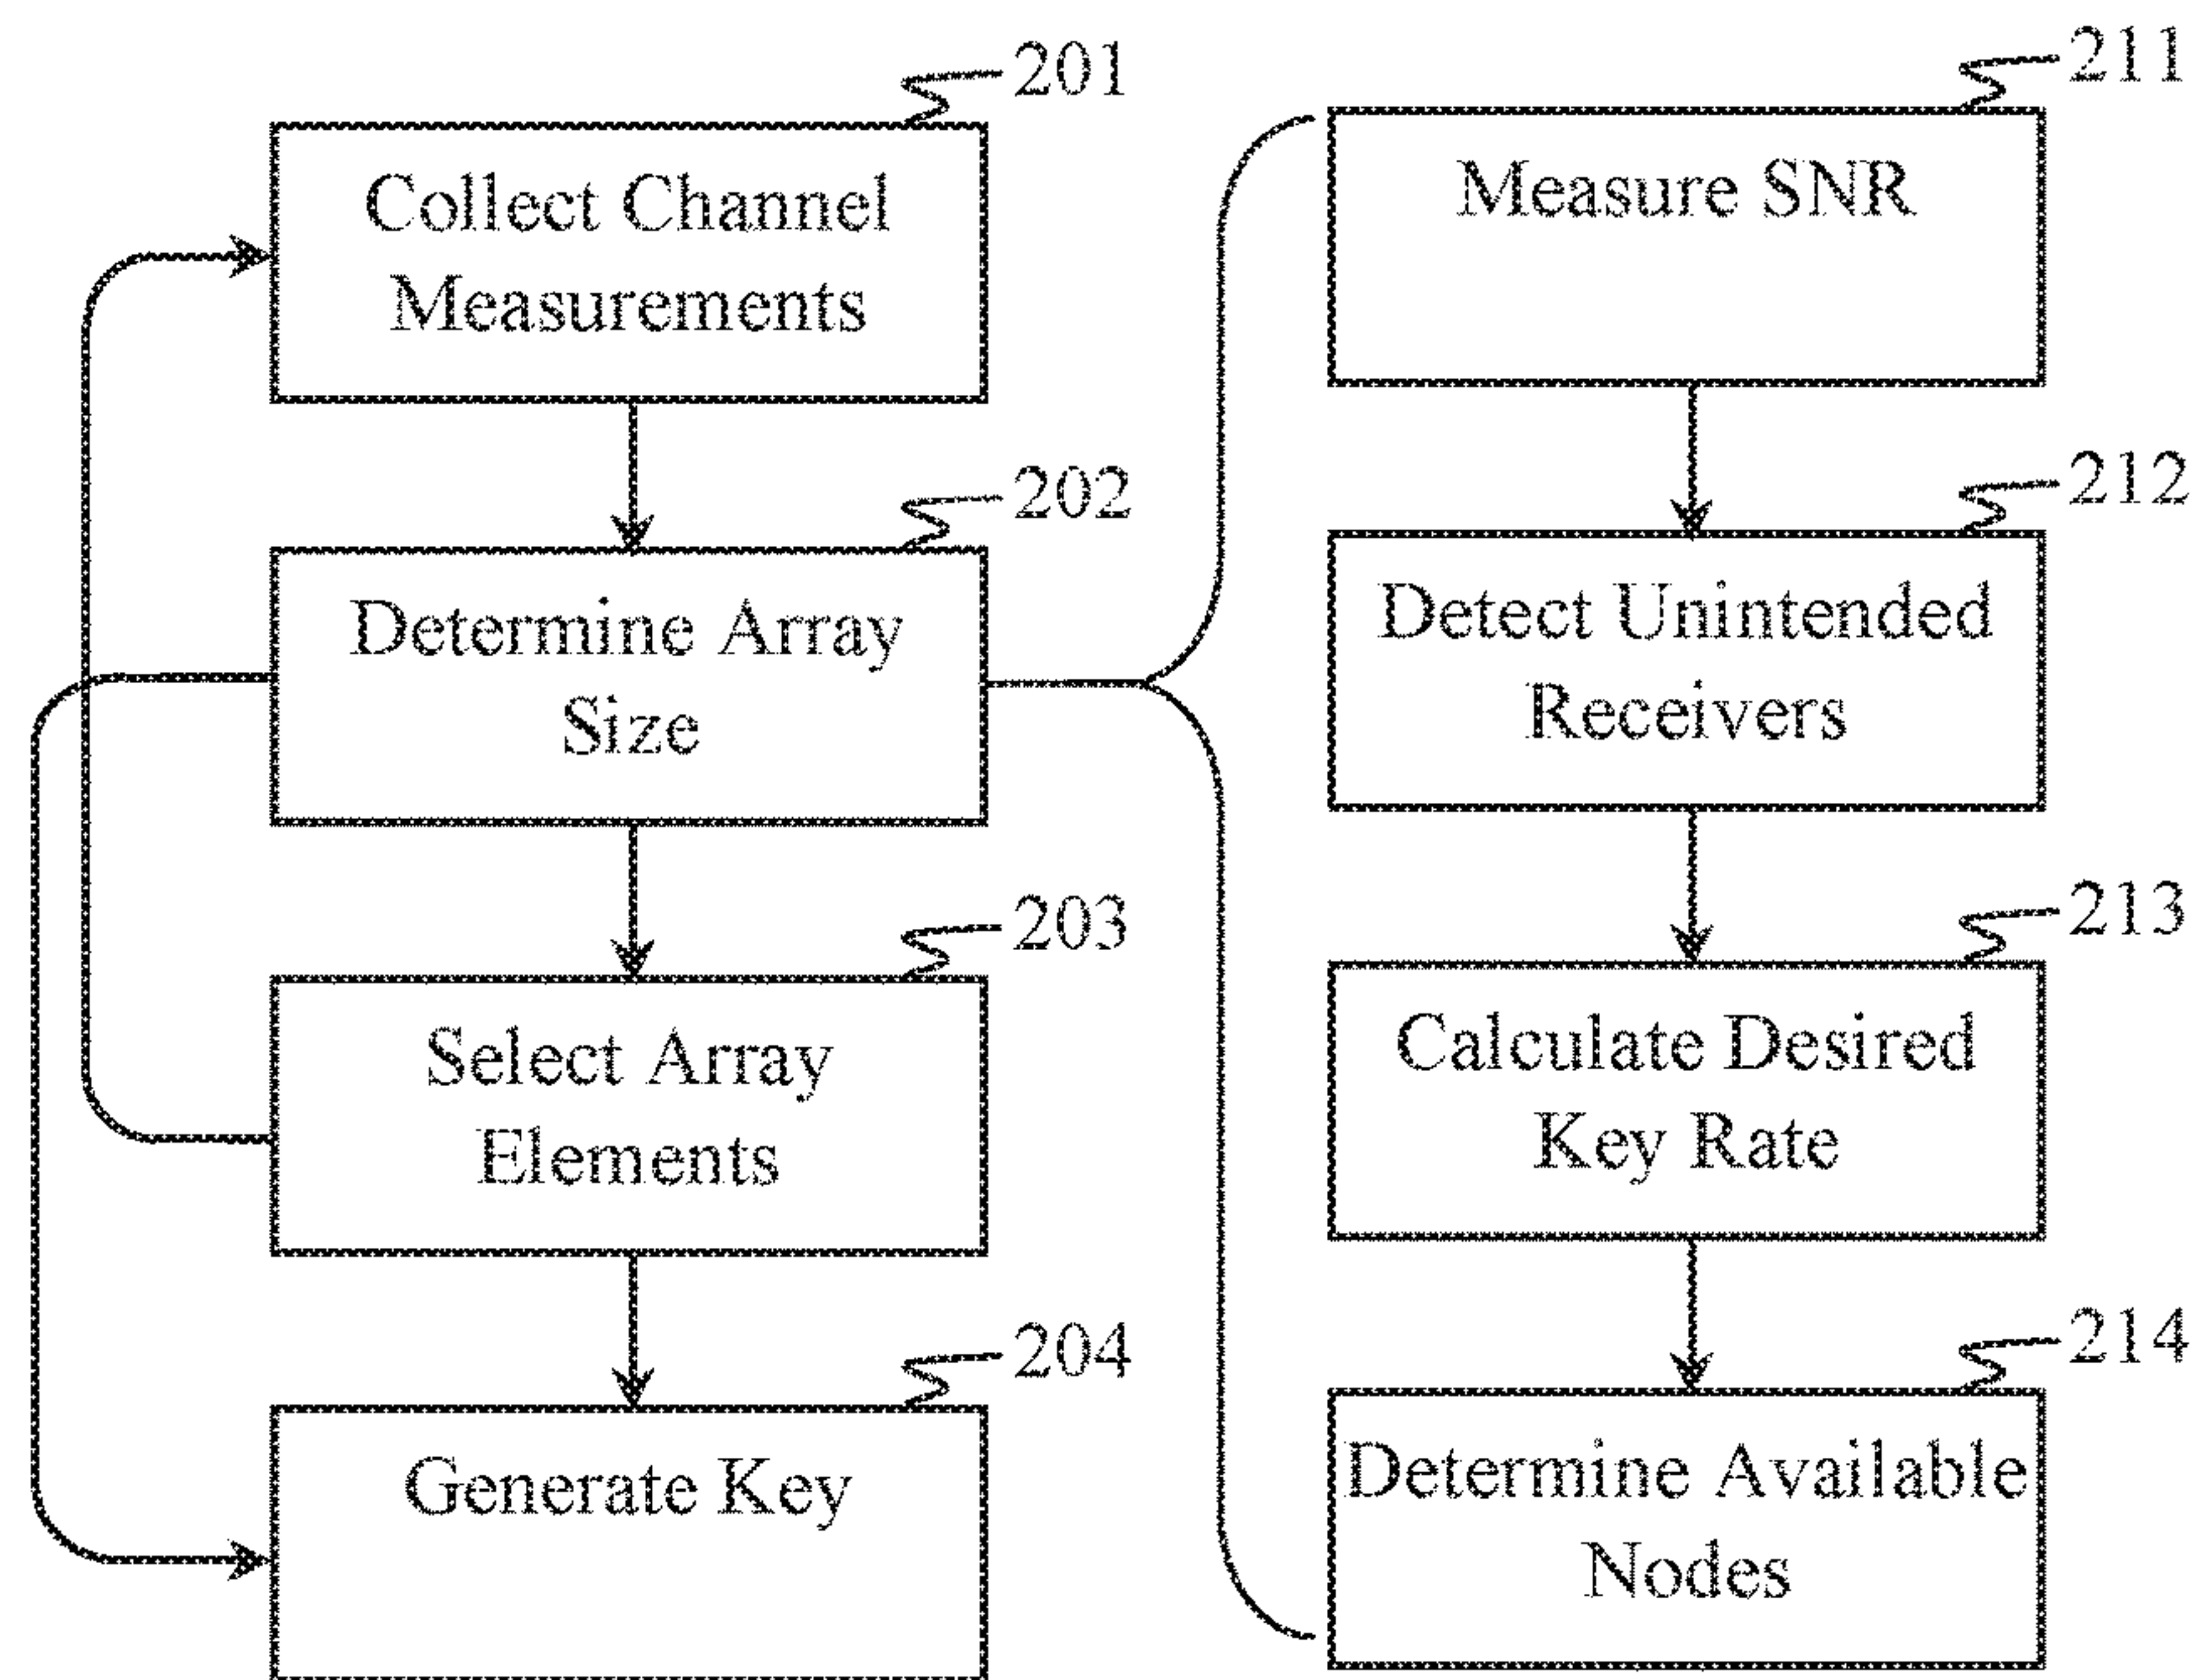 201
Collect Channel
Measurements
202
Determine Array
Size
203
Select Array
Elements
204
Generate Key
211
Measure SNR
212
Detect Unintended
Receivers
213
Calculate Desired
Key Rate
214
Determine Available
Nodes